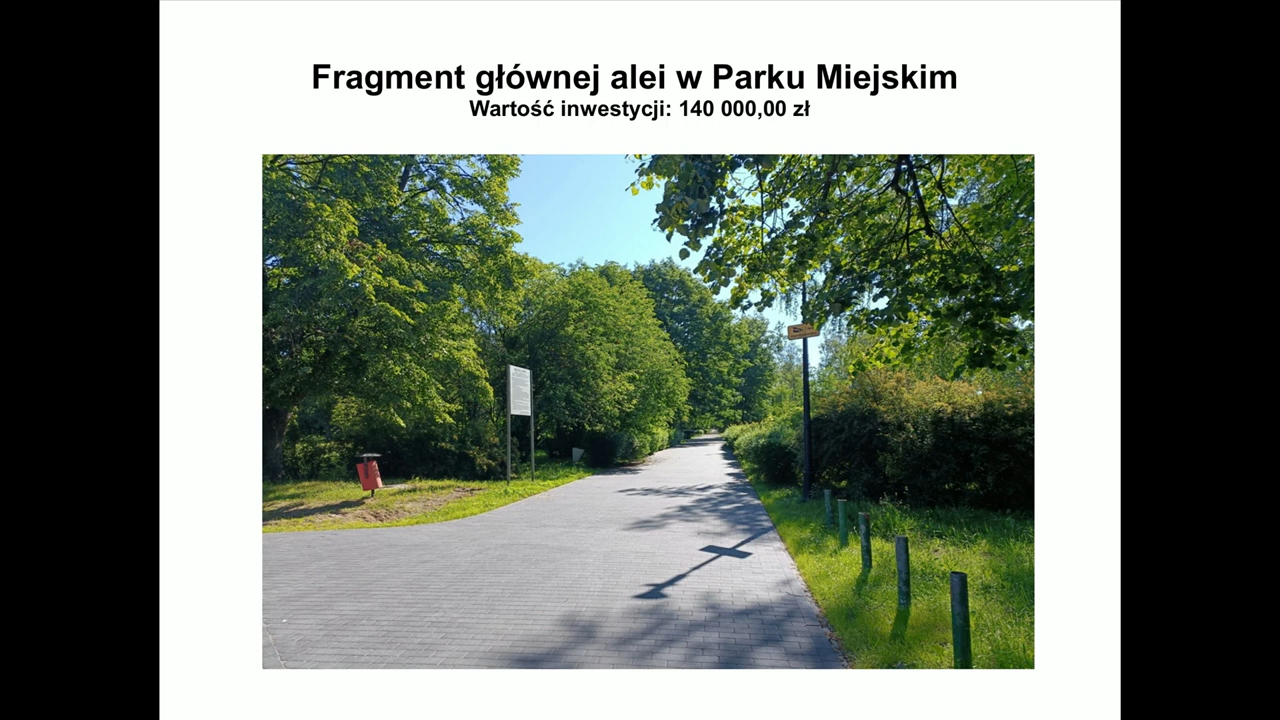 Fragment głównej alei w Parku Miejskim
Wartość inwestycji: 140 000,00 zł